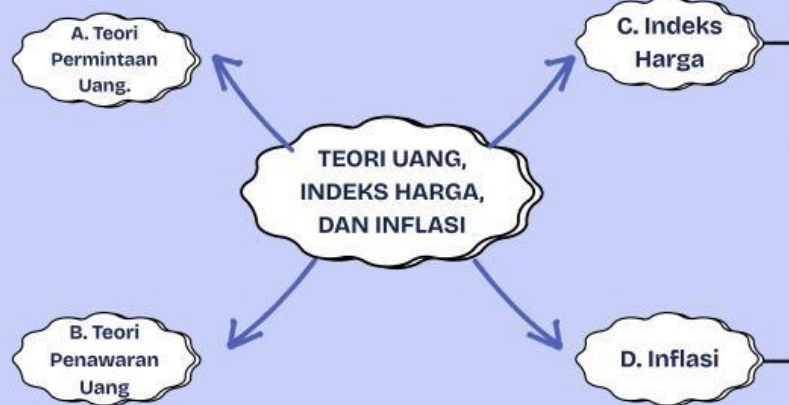 A. Teori
Permintaan
Uang.
C. Indeks
Harga
TEORI UANG,
INDEKS HARGA,
DAN INFLASI
B. Teori
Penawaran
Uang
D. Inflasi